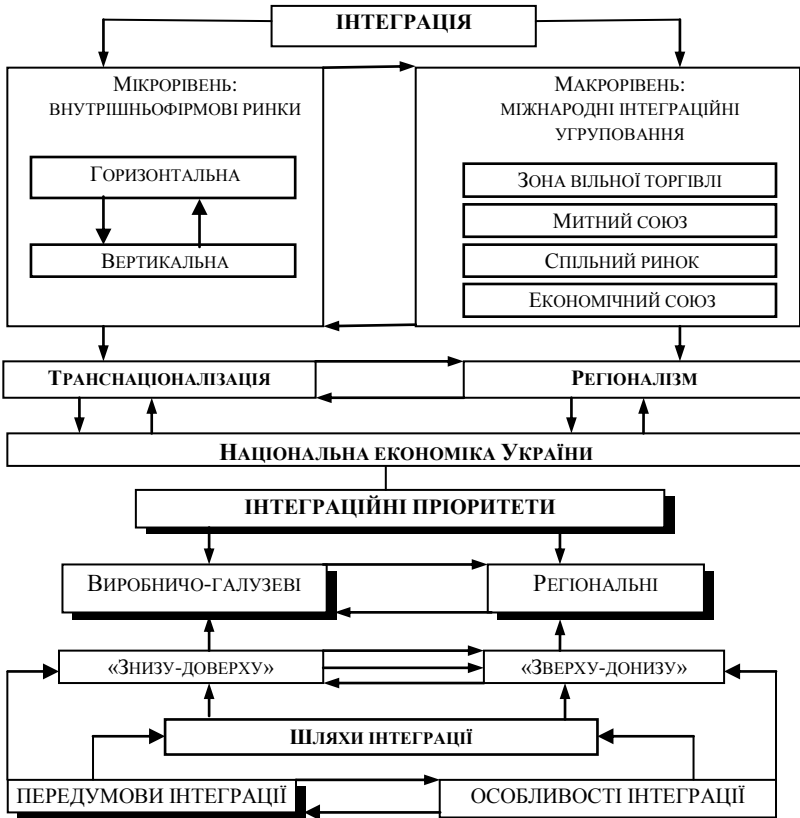 ІНТЕГРАЦІЯ
МІКРОРІВЕНЬ:
ВНУТРІШНЬОФІРМОВІ РИНКИ
МАКРОРІВЕНЬ:
МІЖНАРОДНІ ІНТЕГРАЦІЙНІ
УГРУПОВАННЯ
ГОРИЗОНТАЛЬНА
ВЕРТИКАЛЬНА
ЗОНА ВІЛЬНОЇ ТОРГІВЛІ
МИТНИЙ СОЮЗ
СПІЛЬНИЙ РИНОК
ЕКОНОМІЧНИЙ СОЮЗ
ТРАНСНАЦІОНАЛІЗАЦІЯ
РЕГІОНАЛІЗМ
НАЦІОНАЛЬНА ЕКОНОМІКА УКРАЇНИ
ІНТЕГРАЦІЙНІ ПРІОРИТЕТИ
ВИРОБНИЧО-ГАЛУЗЕВІ
РЕГІОНАЛЬНІ
«ЗНИЗУ-ДОВЕРХУ»
«ЗВЕРХУ-ДОНИЗУ»
ШЛЯХИ ІНТЕГРАЦІЇ
ПЕРЕДУМОВИ ІНТЕГРАЦІЇ
ОСОБЛИВОСТІ ІНТЕГРАЦІЇ